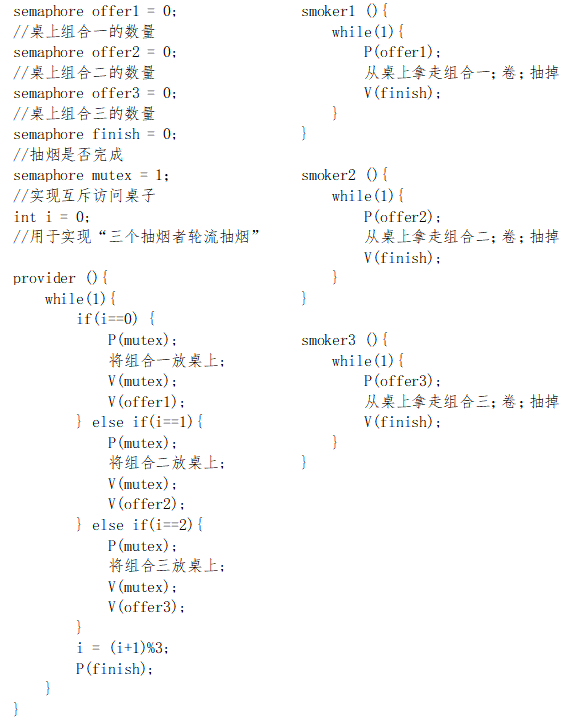 semaphore offer1 = 0;
//桌上组合一的数量
semaphore offer2 = 0;
//桌上组合二的数量
semaphore offer3 = 0;
//桌上组合三的数量
semaphore finish = 0;
//抽烟是否完成
semaphore mutex = 1;
//实现互斥访问桌子
int i = 0;
//用于实现“三个抽烟者轮流抽烟”
provider (){
while(1){
if(i==0) {
P(mutex);
将组合一放桌上;
V(mutex);
V(offer1);
} else if(i==1){
P(mutex);
将组合二放桌上;
V(mutex);
V(offer2);
} else if(i==2){
P(mutex);
将组合三放桌上;
V(mutex);
V(offer3);
}
i = (i+1)%3;
P(finish);
}
}
smoker1 (){
while(1){
P(offer1);
从桌上拿走组合一;卷;抽掉
V(finish);
}
}
smoker2 (){
while(1){
P(offer2);
从桌上拿走组合二;卷;抽掉
V(finish);
}
}
smoker3 (){
while(1){
P(offer3);
从桌上拿走组合三;卷;抽掉
V(finish);
}
}